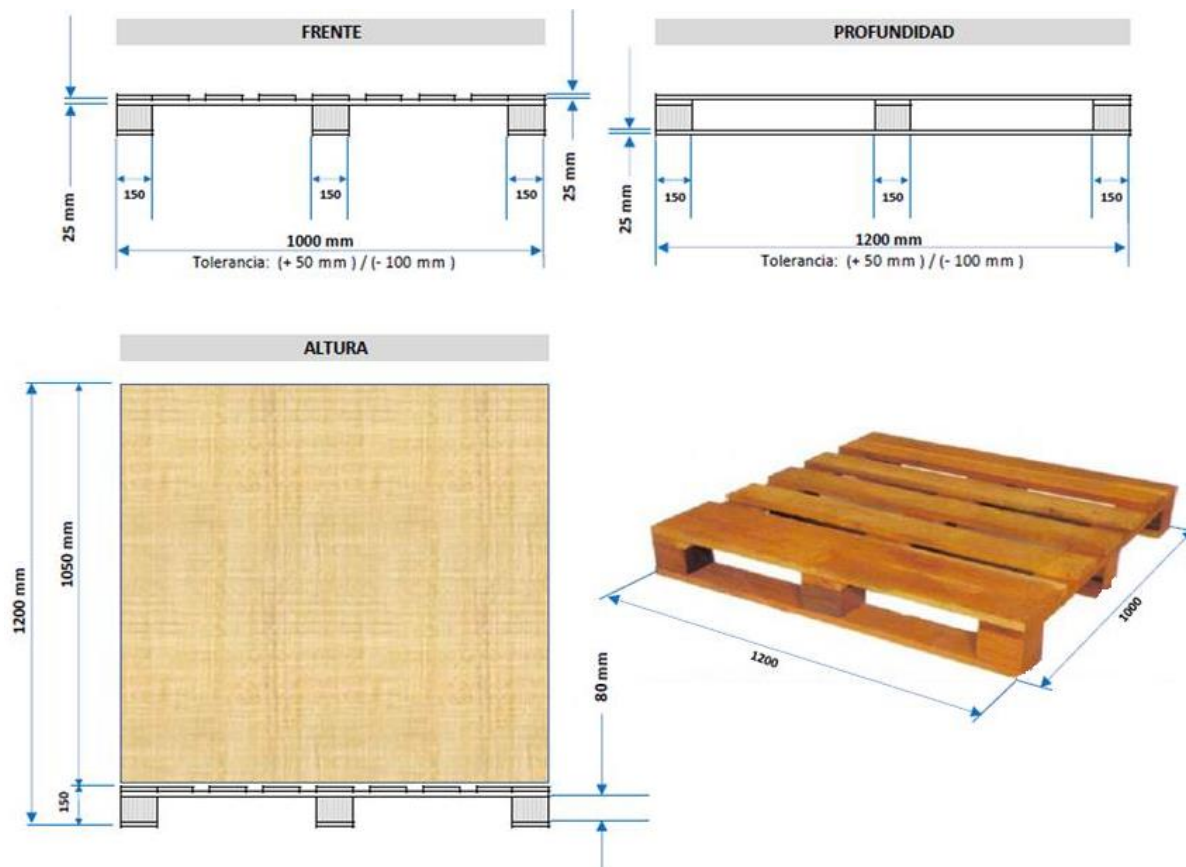 FRENTE
25 mm
150
150
150
25 mm
1000 mm
Tolerancia: (+ 50 mm ) / (- 100 mm )
PROFUNDIDAD
25 mm
150
150
150
1200 mm
Tolerancia: (+ 50 mm ) / (- 100 mm )
ALTURA
1200 mm
1050 mm
150
80 mm
1200
1000